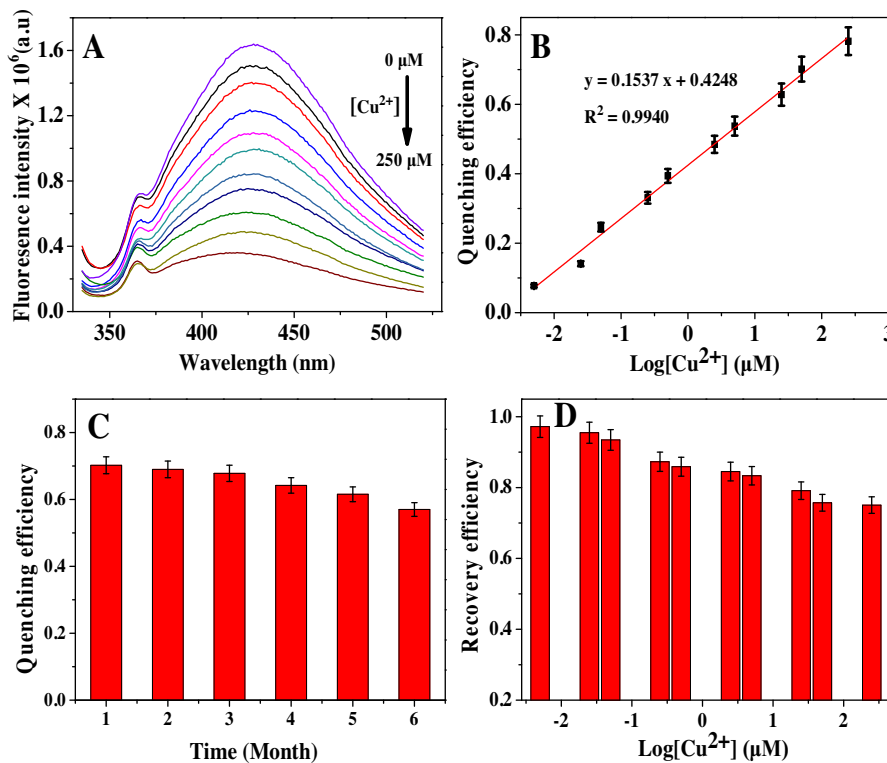 A
Fluoresence intensity X 10⁶(a.u)
1.6
1.2
0.8
0.4
0.0
0 µM
[Cu²⁺]
250 µM
350 400 450 500
Wavelength (nm)
B
Quenching efficiency
0.8
0.6
0.4
0.2
0.0
y = 0.1537 x + 0.4248
R² = 0.9940
-2 -1 0 1 2 3
Log[Cu²⁺] (µM)
C
Quenching efficiency
0.8
0.6
0.4
0.2
0.0
1 2 3 4 5 6
Time (Month)
D
Recovery efficiency
1.0
0.8
0.6
0.4
0.2
-2 -1 0 1 2
Log[Cu²⁺] (µM)